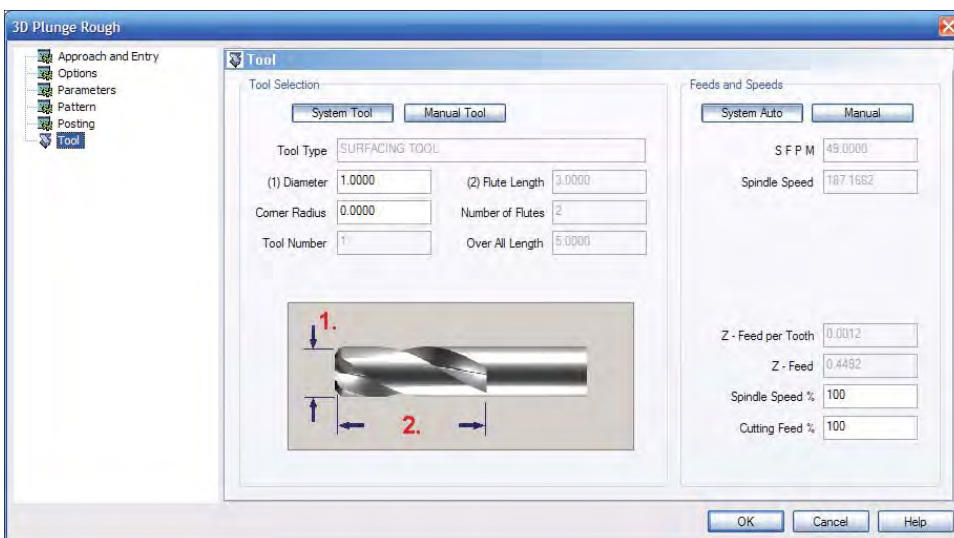 3D Plunge Rough
Approach and Entry
Options
Parameters
Pattern
Posting
Tool
Tool
Tool Selection
System Tool
Manual Tool
Tool Type
SURFACING TOOL
(1) Diameter
1.0000
(2) Flute Length
3.0000
Corner Radius
0.0000
Number of Flutes
2
Tool Number
1
Over All Length
5.0000
1.
2.
Feeds and Speeds
System Auto
Manual
S F P M
49.0000
Spindle Speed
187.1662
Z - Feed per Tooth
0.0012
Z - Feed
0.4492
Spindle Speed %
100
Cutting Feed %
100
OK
Cancel
Help